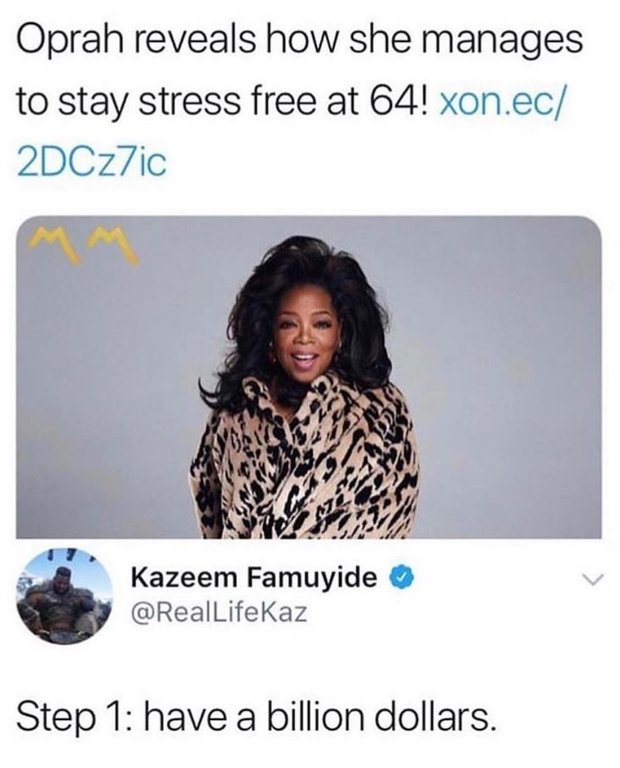 Oprah reveals how she manages
to stay stress free at 64! xon.ec/
2DCz7ic
Kazeem Famuyide
@RealLifeKaz
Step 1: have a billion dollars.